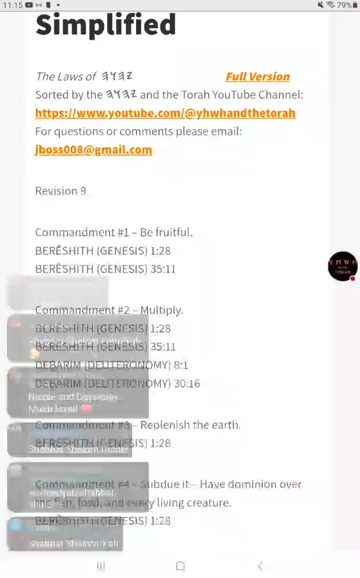 11:15
79%
Simplified
The Laws of 𐤉𐤄𐤅𐤄 Full Version
Sorted by the 𐤉𐤄𐤅𐤄 and the Torah YouTube Channel:
https://www.youtube.com/@yhwhandthetorah
For questions or comments please email:
jboss008@gmail.com
Revision 9
Commandment #1 – Be fruitful.
BERĔSHITH (GENESIS) 1:28
BERĔSHITH (GENESIS) 35:11
Commandment #2 – Multiply.
BERĔSHITH (GENESIS) 1:28
BERĔSHITH (GENESIS) 35:11
DEBARIM (DEUTERONOMY) 8:1
DEBARIM (DEUTERONOMY) 30:16
Commandment #3 – Replenish the earth.
BERĔSHITH (GENESIS) 1:28
Commandment #4 – Subdue it – Have dominion over
the fish, fowl, and every living creature.
BERĔSHITH (GENESIS) 1:28
Shabbat Shalom
Nicole and
Shabbat Shalom
Shabbat Shalom